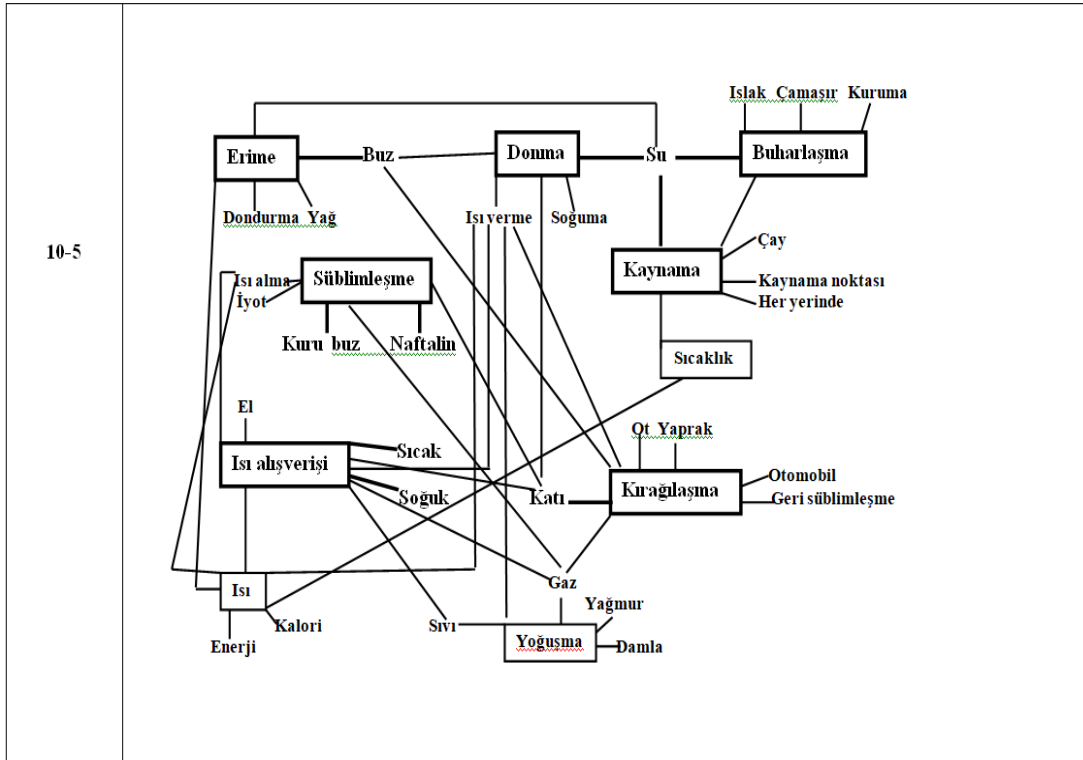 Islak Çamaşır Kuruma
Erime
Buz
Donma
Su
Buharlaşma
Dondurma Yağ
Isı verme
Soğuma
10-5
Çay
Kaynama
Kaynama noktası
Her yerinde
Isı alma
Süblimleşme
İyot
Kuru buz
Naftalin
Sıcaklık
El
Ot Yaprak
Isı alışverişi
Sıcak
Soğuk
Katı
Kırağılaşma
Otomobil
Geri süblimleşme
Isı
Gaz
Kalori
Enerji
Sıvı
Yağmur
Yoğuşma
Damla